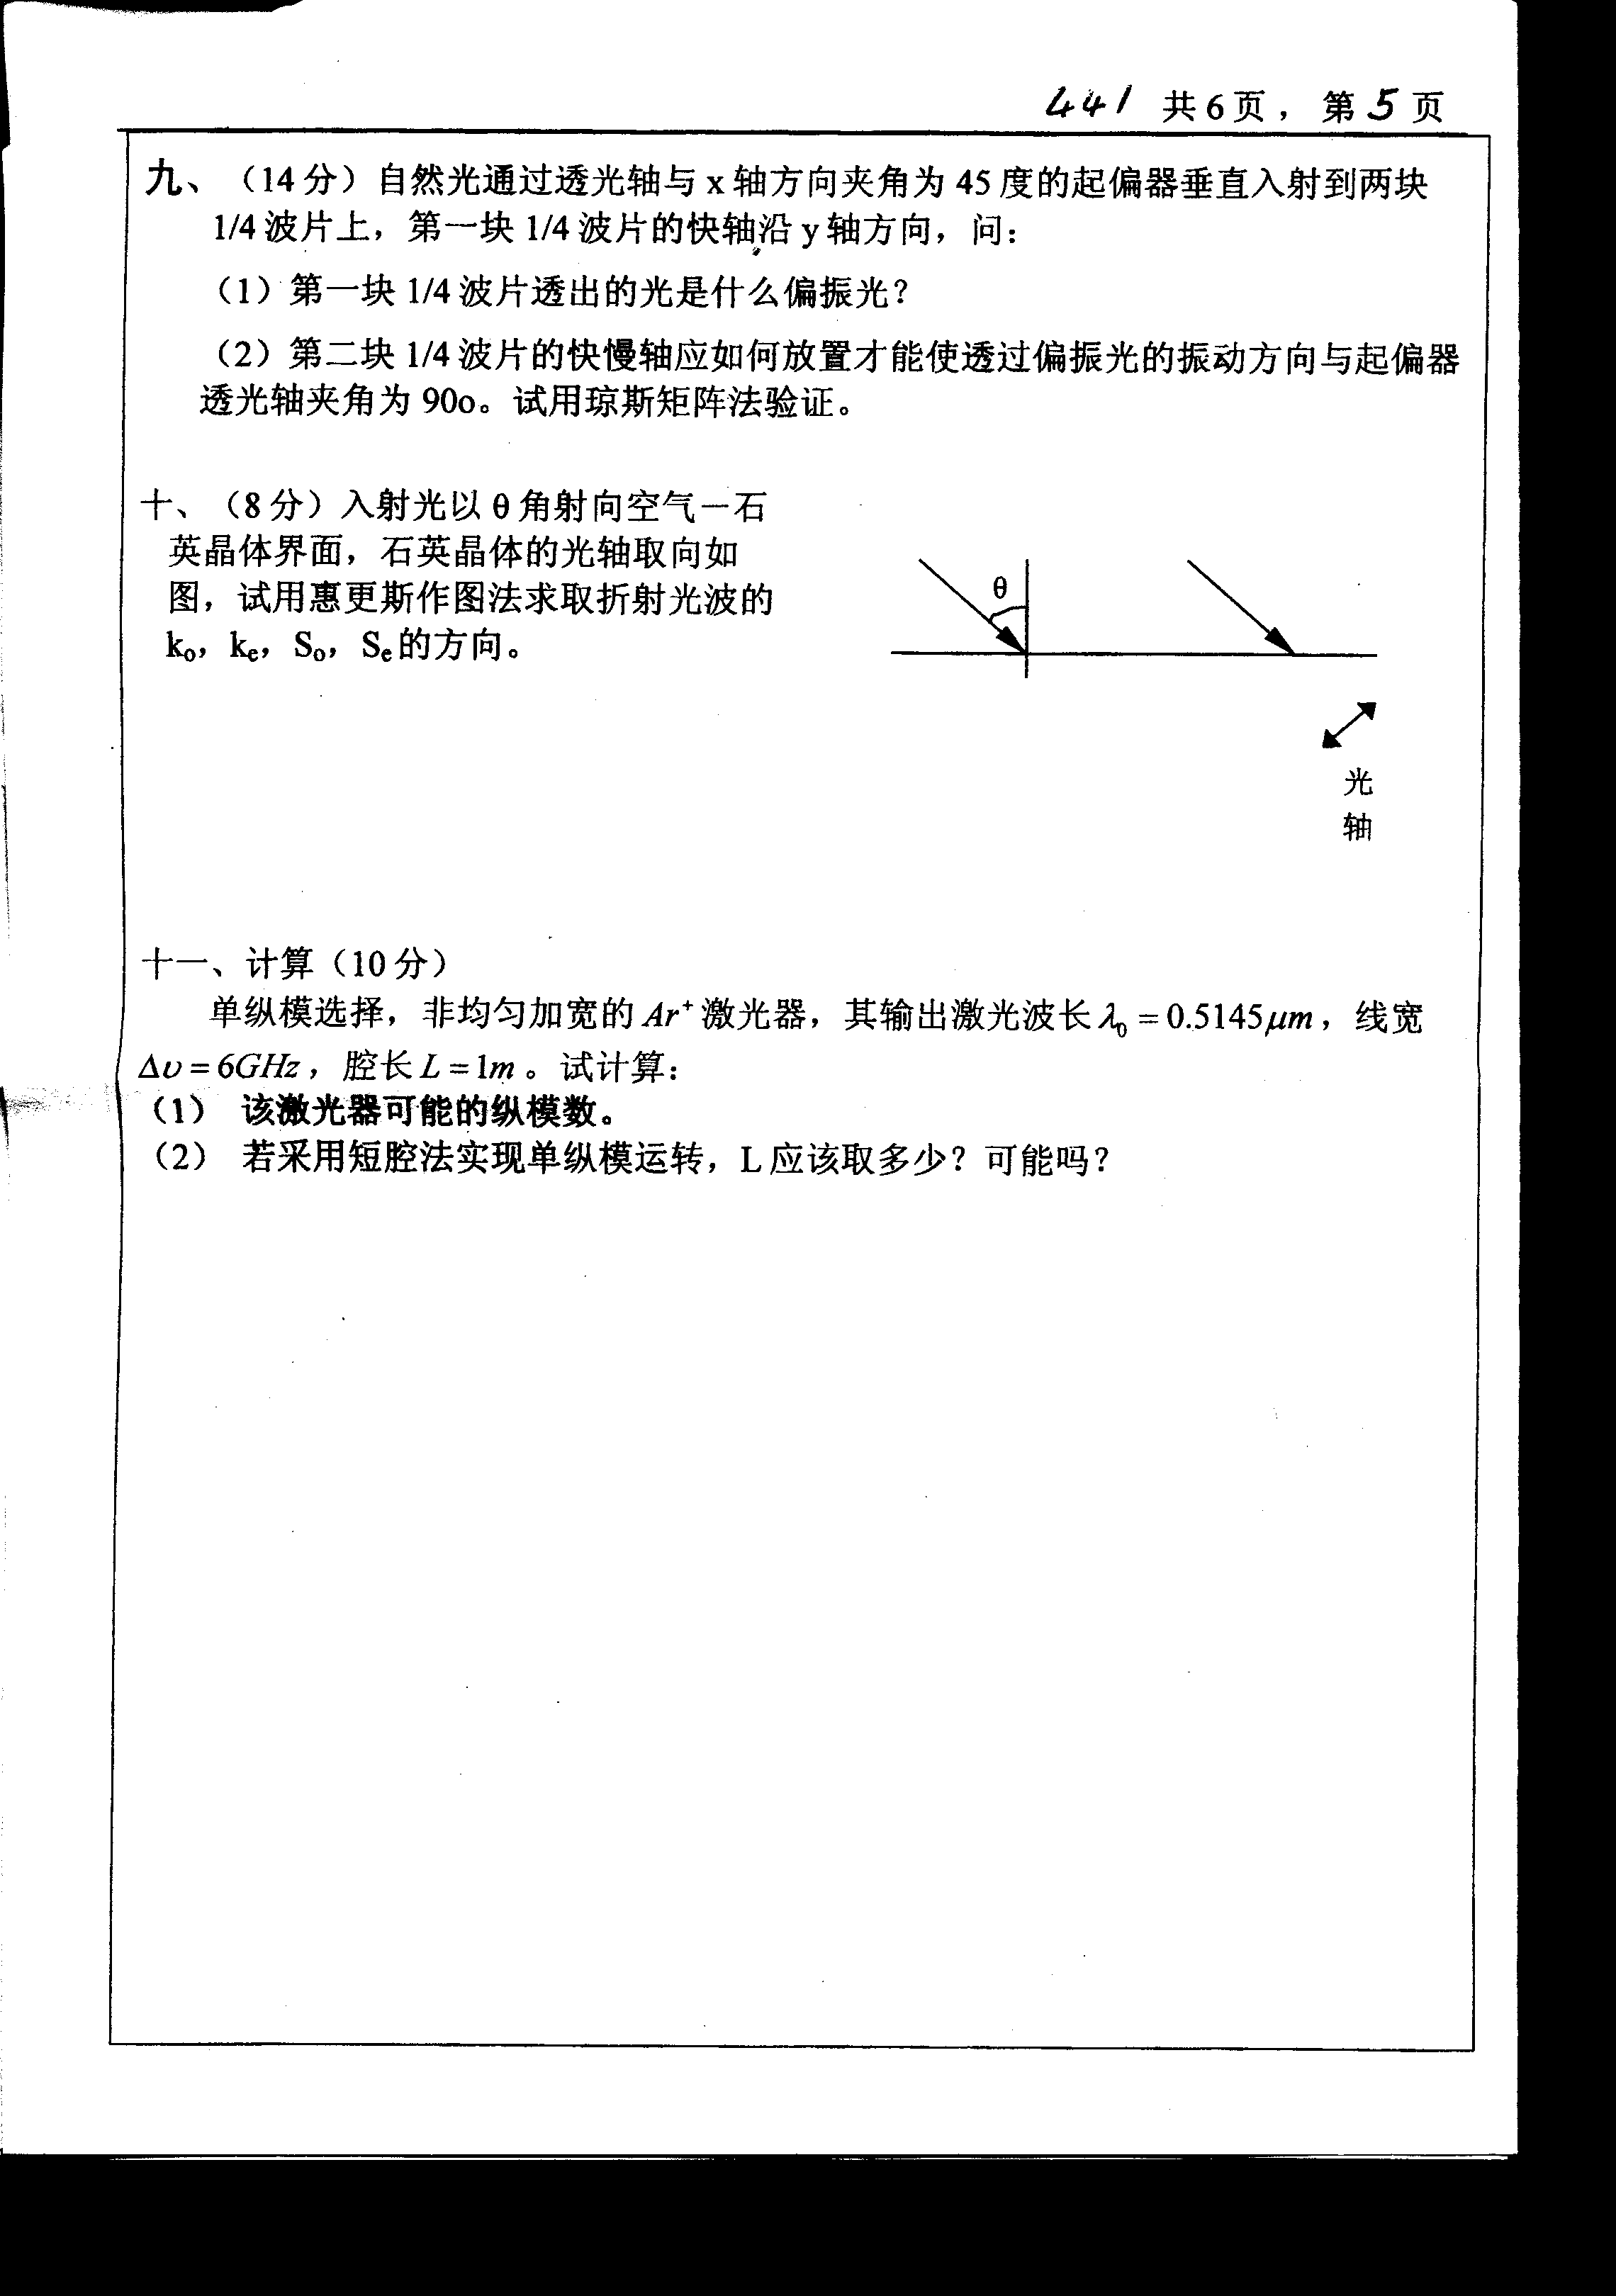 441 共6页，第5页
九、（14分）自然光通过透光轴与x轴方向夹角为45度的起偏器垂直入射到两块
1/4波片上，第一块1/4波片的快轴沿y轴方向，问：
（1）第一块1/4波片透出的光是什么偏振光？
（2）第二块1/4波片的快慢轴应如何放置才能使透过偏振光的振动方向与起偏器
透光轴夹角为90o。试用琼斯矩阵法验证。
十、（8分）入射光以θ角射向空气－石
英晶体界面，石英晶体的光轴取向如
图，试用惠更斯作图法求取折射光波的
ko，ke，So，Se的方向。
θ
光
轴
十一、计算（10分）
单纵模选择，非均匀加宽的Ar⁺激光器，其输出激光波长λ₀ = 0.5145μm，线宽
Δυ = 6GHz，腔长L = 1m。试计算：
（1） 该激光器可能的纵模数。
（2） 若采用短腔法实现单纵模运转，L应该取多少？可能吗？